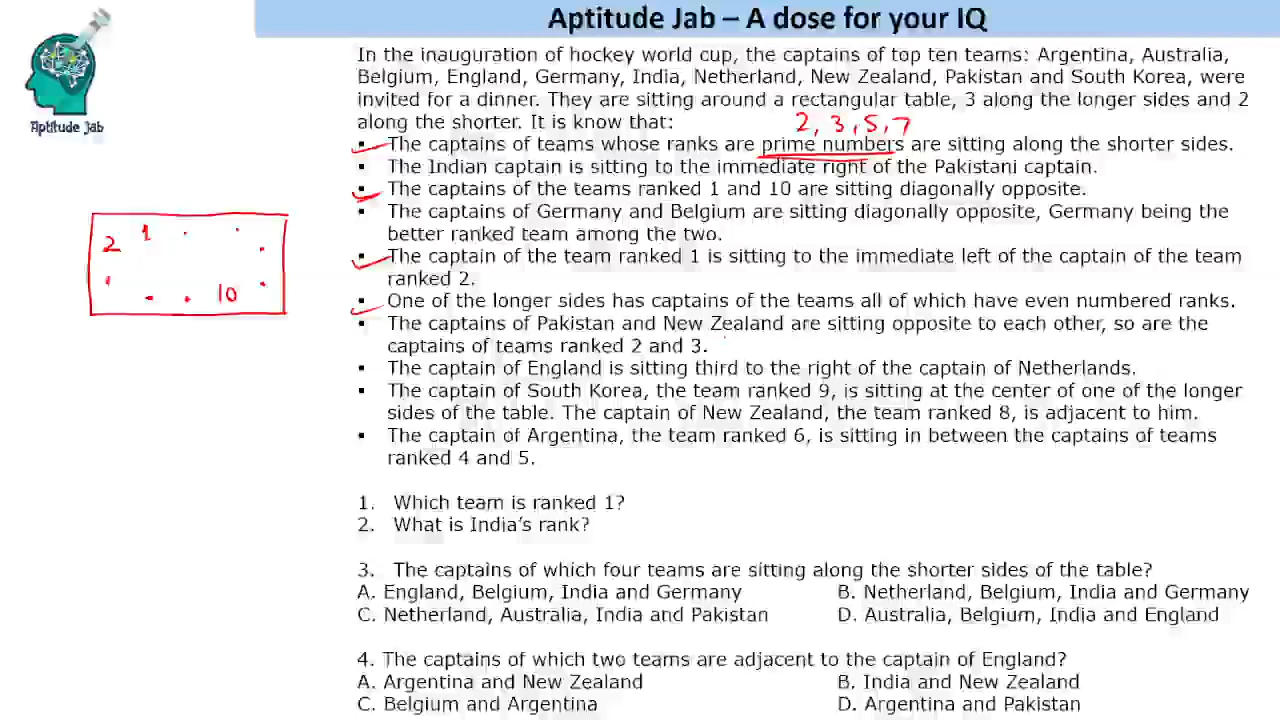 Aptitude Jab – A dose for your IQ
Aptitude Jab
In the inauguration of hockey world cup, the captains of top ten teams: Argentina, Australia,
Belgium, England, Germany, India, Netherland, New Zealand, Pakistan and South Korea, were
invited for a dinner. They are sitting around a rectangular table, 3 along the longer sides and 2
along the shorter. It is know that:
2, 3, 5, 7
▪ The captains of teams whose ranks are prime numbers are sitting along the shorter sides.
▪ The Indian captain is sitting to the immediate right of the Pakistani captain.
▪ The captains of the teams ranked 1 and 10 are sitting diagonally opposite.
▪ The captains of Germany and Belgium are sitting diagonally opposite, Germany being the
better ranked team among the two.
▪ The captain of the team ranked 1 is sitting to the immediate left of the captain of the team
ranked 2.
▪ One of the longer sides has captains of the teams all of which have even numbered ranks.
▪ The captains of Pakistan and New Zealand are sitting opposite to each other, so are the
captains of teams ranked 2 and 3.
▪ The captain of England is sitting third to the right of the captain of Netherlands.
▪ The captain of South Korea, the team ranked 9, is sitting at the center of one of the longer
sides of the table. The captain of New Zealand, the team ranked 8, is adjacent to him.
▪ The captain of Argentina, the team ranked 6, is sitting in between the captains of teams
ranked 4 and 5.
2 1
10
1. Which team is ranked 1?
2. What is India's rank?
3. The captains of which four teams are sitting along the shorter sides of the table?
A. England, Belgium, India and Germany B. Netherland, Belgium, India and Germany
C. Netherland, Australia, India and Pakistan D. Australia, Belgium, India and England
4. The captains of which two teams are adjacent to the captain of England?
A. Argentina and New Zealand B. India and New Zealand
C. Belgium and Argentina D. Argentina and Pakistan